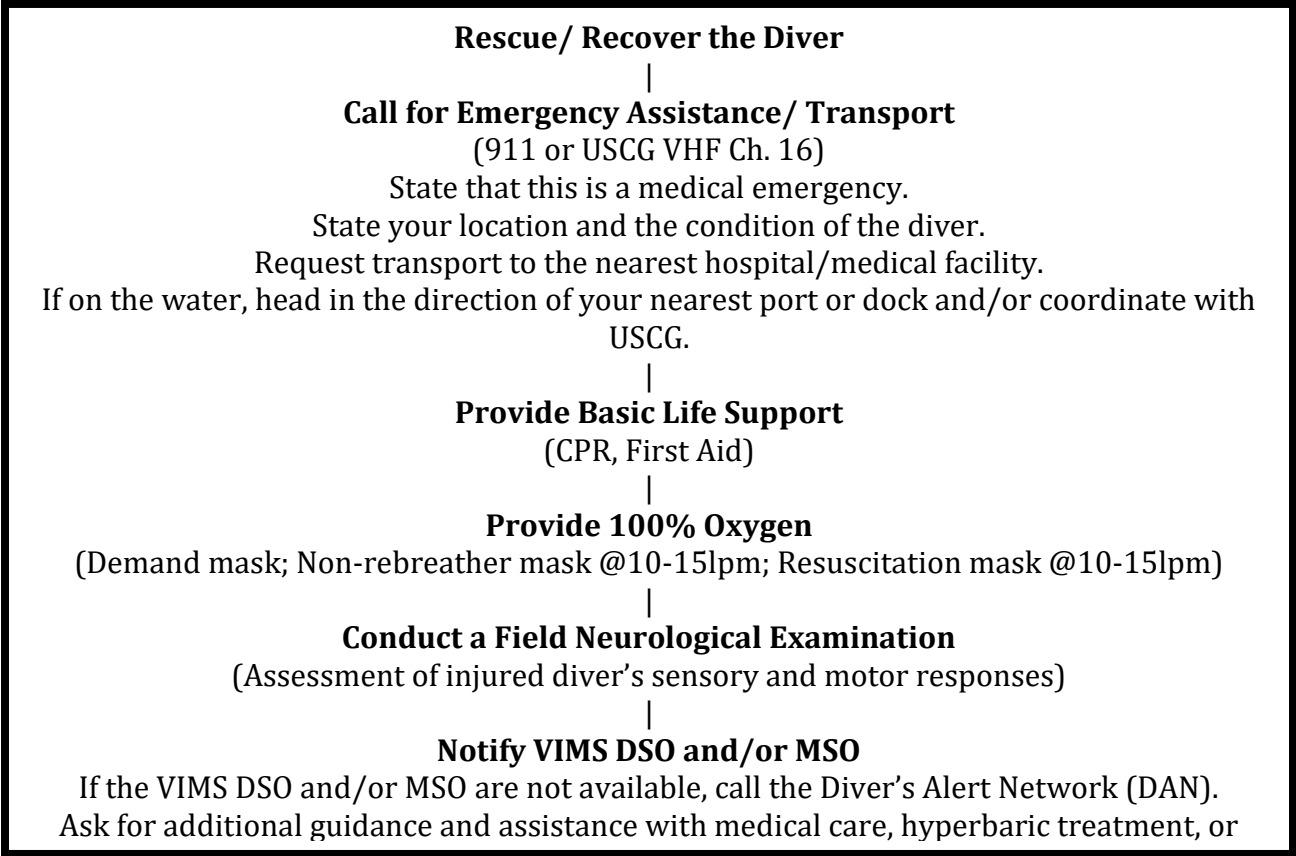 Rescue/ Recover the Diver
|
Call for Emergency Assistance/ Transport
(911 or USCG VHF Ch. 16)
State that this is a medical emergency.
State your location and the condition of the diver.
Request transport to the nearest hospital/medical facility.
If on the water, head in the direction of your nearest port or dock and/or coordinate with
USCG.
|
Provide Basic Life Support
(CPR, First Aid)
|
Provide 100% Oxygen
(Demand mask; Non-rebreather mask @10-15lpm; Resuscitation mask @10-15lpm)
|
Conduct a Field Neurological Examination
(Assessment of injured diver's sensory and motor responses)
|
Notify VIMS DSO and/or MSO
If the VIMS DSO and/or MSO are not available, call the Diver's Alert Network (DAN).
Ask for additional guidance and assistance with medical care, hyperbaric treatment, or